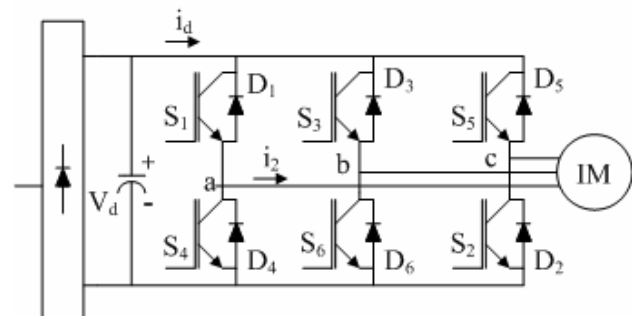 i_d
D_1
D_3
D_5
S_1
S_3
S_5
i_2
a
b
c
IM
V_d
+
-
S_4
S_6
S_2
D_4
D_6
D_2